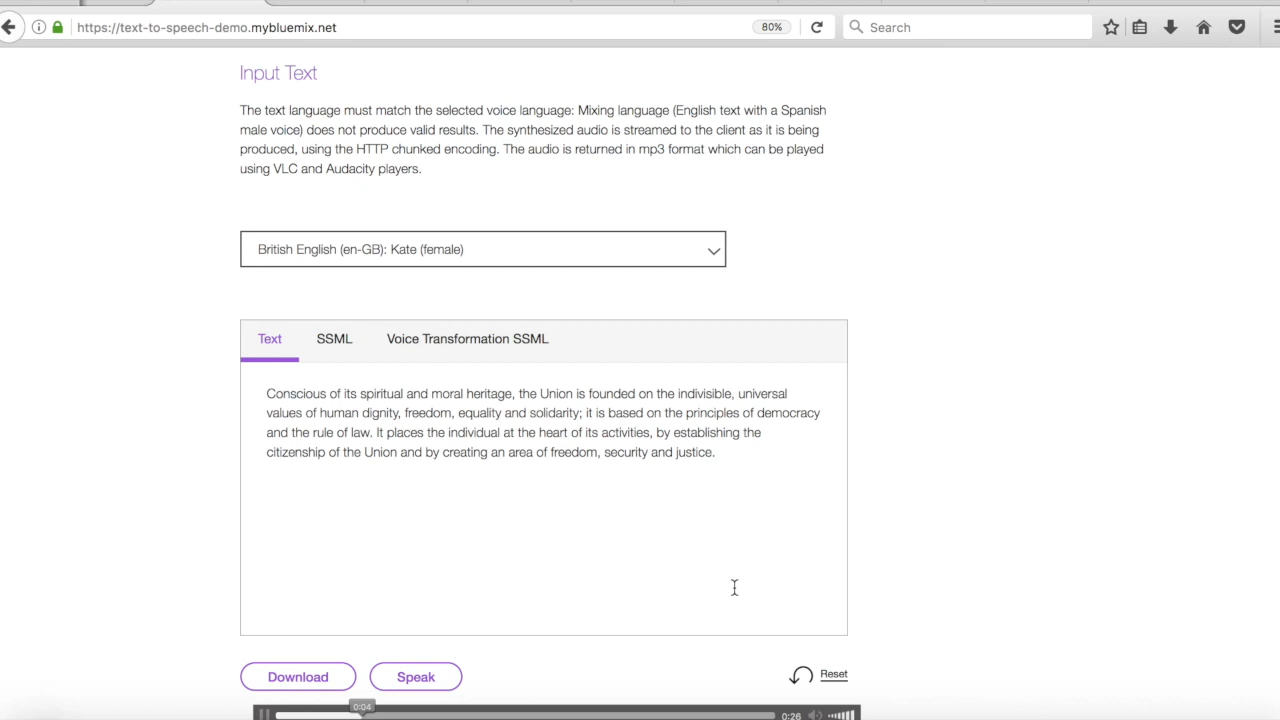 https://text-to-speech-demo.mybluemix.net
80%
Search
Input Text
The text language must match the selected voice language: Mixing language (English text with a Spanish
male voice) does not produce valid results. The synthesized audio is streamed to the client as it is being
produced, using the HTTP chunked encoding. The audio is returned in mp3 format which can be played
using VLC and Audacity players.
British English (en-GB): Kate (female)
Text SSML Voice Transformation SSML
Conscious of its spiritual and moral heritage, the Union is founded on the indivisible, universal
values of human dignity, freedom, equality and solidarity; it is based on the principles of democracy
and the rule of law. It places the individual at the heart of its activities, by establishing the
citizenship of the Union and by creating an area of freedom, security and justice.
Download Speak Reset
0:04
0:26